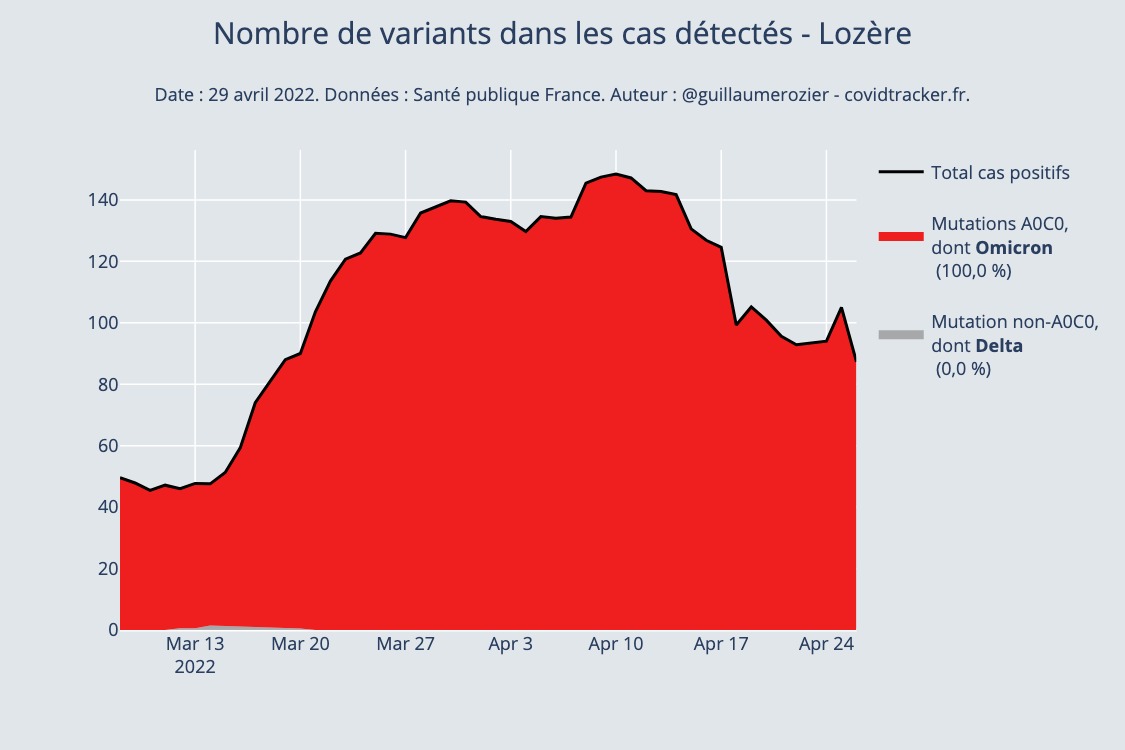 Nombre de variants dans les cas détectés - Lozère
Date : 29 avril 2022. Données : Santé publique France. Auteur : @guillaumerozier - covidtracker.fr.
Total cas positifs
Mutations A0C0,
dont Omicron
(100,0 %)
Mutation non-A0C0,
dont Delta
(0,0 %)
140
120
100
80
60
40
20
0
Mar 13
2022
Mar 20
Mar 27
Apr 3
Apr 10
Apr 17
Apr 24